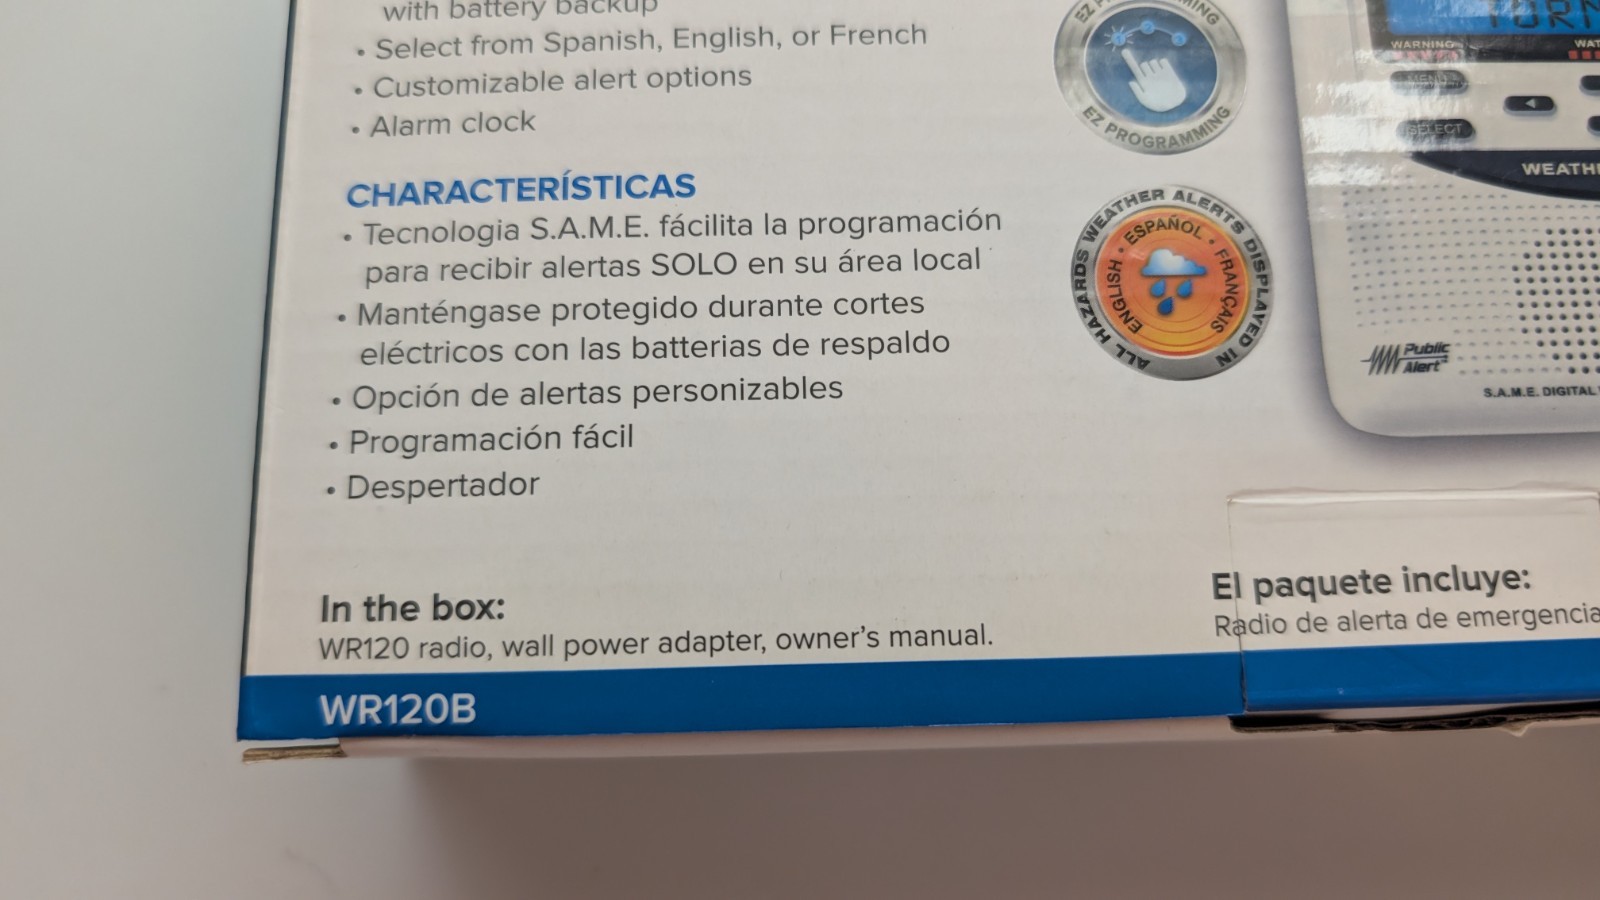 with battery backup
• Select from Spanish, English, or French
• Customizable alert options
• Alarm clock
CHARACTERÍSTICAS
• Tecnologia S.A.M.E. fácilita la programación
para recibir alertas SOLO en su área local
• Manténgase protegido durante cortes
eléctricos con las batterias de respaldo
• Opción de alertas personizables
• Programación fácil
• Despertador
In the box:
WR120 radio, wall power adapter, owner's manual.
WR120B
EZ PROGRAMMING
ALL HAZARDS WEATHER ALERTS DISPLAYED IN
ENGLISH • ESPAÑOL • FRANÇAIS
WARNING
MENU
SELECT
Public
Alert
S.A.M.E. DIGITAL
El paquete incluye:
Radio de alerta de emergencia